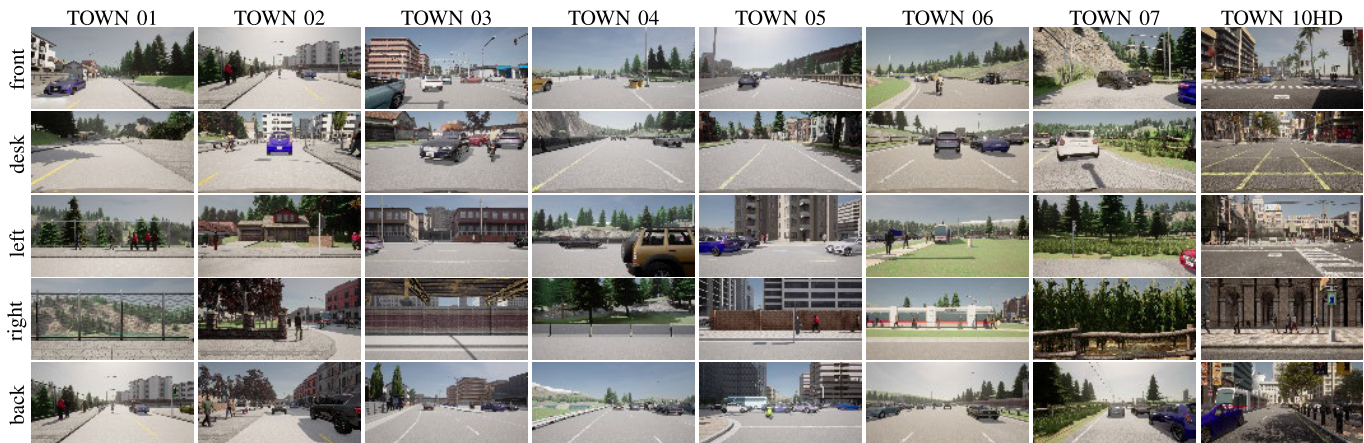 TOWN 01 TOWN 02 TOWN 03 TOWN 04 TOWN 05 TOWN 06 TOWN 07 TOWN 10HD
front
desk
left
right
back